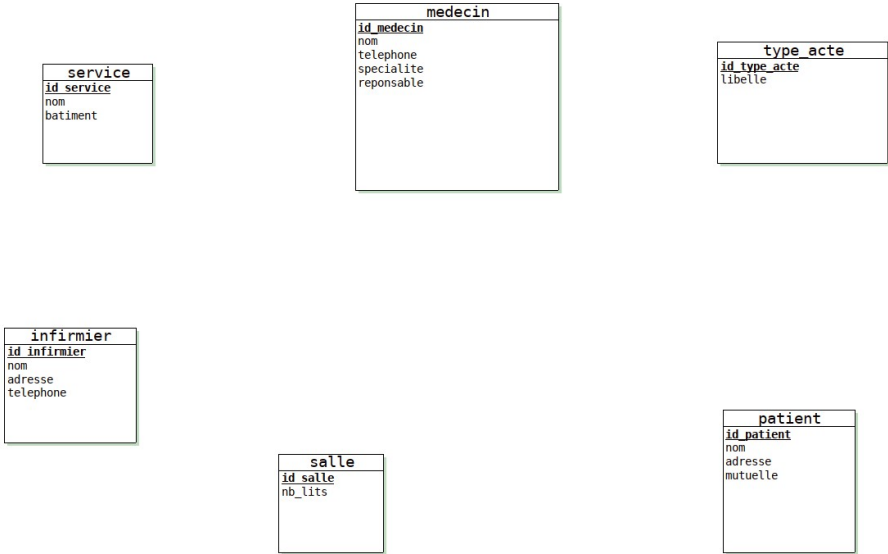 medecin
id_medecin
nom
telephone
specialite
reponsable
service
id_service
nom
batiment
type_acte
id_type_acte
libelle
infirmier
id_infirmier
nom
adresse
telephone
salle
id_salle
nb_lits
patient
id_patient
nom
adresse
mutuelle